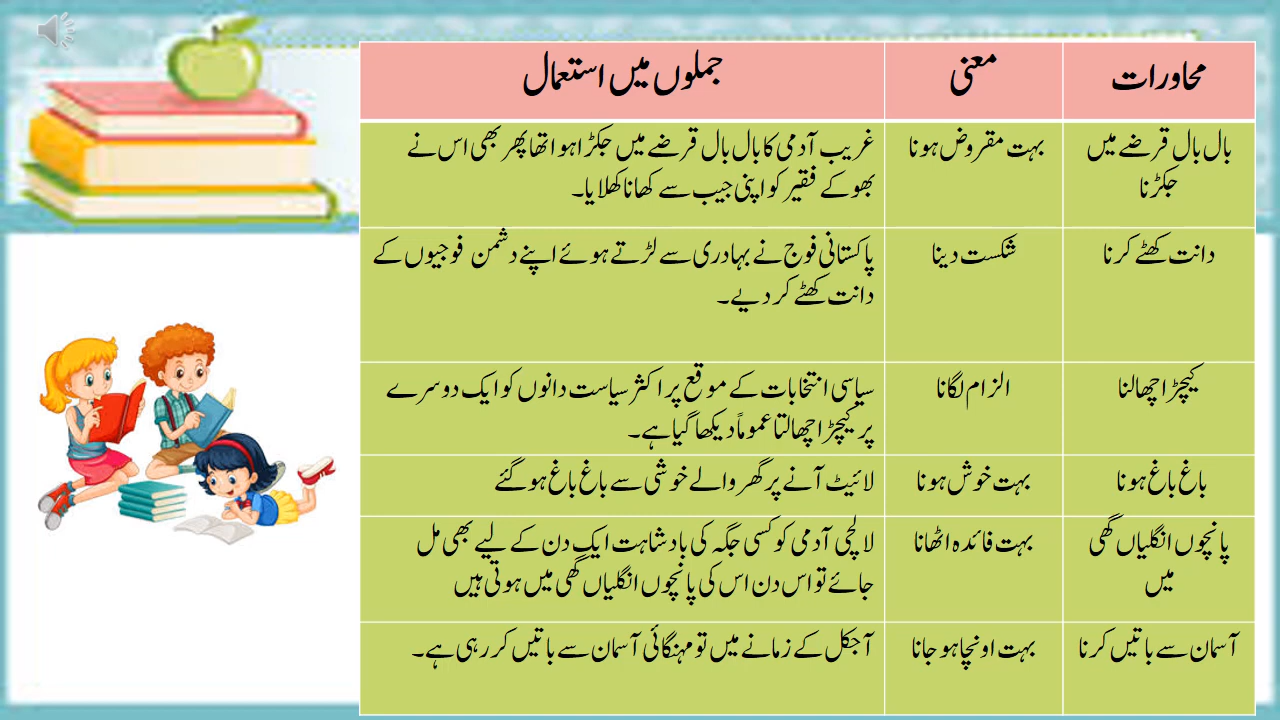 محاورات
معنی
جملوں میں استعمال
بال بال قرضے میں
جکڑنا
بہت مقروض ہونا
غریب آدمی کا بال بال قرضے میں جکڑا ہوا تھا پھر بھی اس نے
بھوکے فقیر کو اپنی جیب سے کھانا کھلایا۔
دانت کھٹے کرنا
شکست دینا
پاکستانی فوج نے بہادری سے لڑتے ہوئے اپنے دشمن فوجیوں کے
دانت کھٹے کر دیے۔
کیچڑ اچھالنا
الزام لگانا
سیاسی انتخابات کے موقع پر اکثر سیاست دانوں کو ایک دوسرے
پر کیچڑ اچھالتا عموماً دیکھا گیا ہے۔
باغ باغ ہونا
بہت خوش ہونا
لائیٹ آنے پر گھر والے خوشی سے باغ باغ ہو گئے
پانچوں انگلیاں گھی
میں
بہت فائدہ اٹھانا
لالچی آدمی کو کسی جگہ کی بادشاہت ایک دن کے لیے بھی مل
جائے تو اس دن اس کی پانچوں انگلیاں گھی میں ہوتی ہیں
آسمان سے باتیں کرنا
بہت اونچا ہو جانا
آجکل کے زمانے میں تو مہنگائی آسمان سے باتیں کر رہی ہے۔